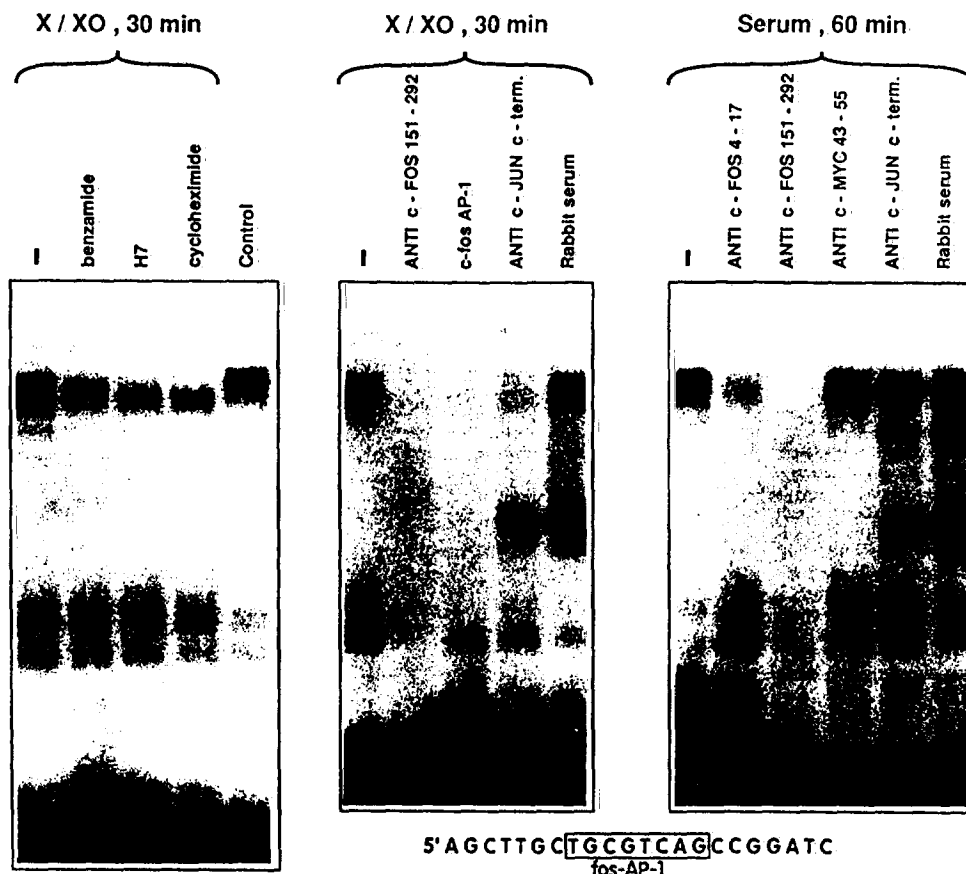 X / XO , 30 min
–
benzamide
H7
cycloheximide
Control
X / XO , 30 min
–
ANTI c - FOS 151 - 292
c-fos AP-1
ANTI c - JUN c - term.
Rabbit serum
Serum , 60 min
–
ANTI c - FOS 4 - 17
ANTI c - FOS 151 - 292
ANTI c - MYC 43 - 55
ANTI c - JUN c - term.
Rabbit serum
5' A G C T T G C T G C G T C A G C C G G A T C
fos-AP-1